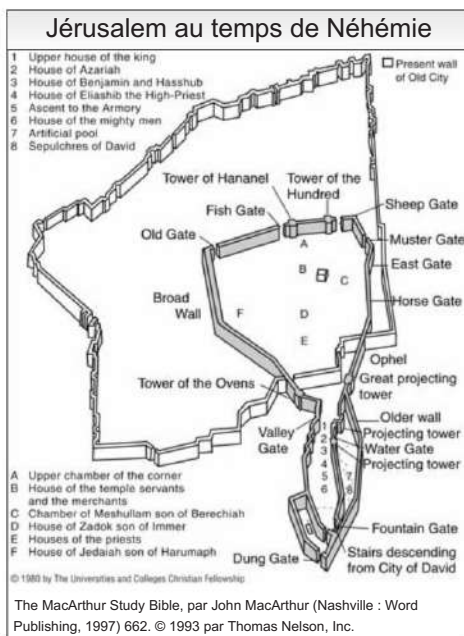 Jérusalem au temps de Néhémie
1 Upper house of the king
2 House of Azariah
3 House of Benjamin and Hasshub
4 House of Eliashib the High-Priest
5 Ascent to the Armory
6 House of the mighty men
7 Artificial pool
8 Sepulchres of David
Present wall
of Old City
Tower of Hananel
Tower of the
Hundred
Fish Gate
Sheep Gate
Old Gate
Muster Gate
East Gate
Horse Gate
Broad
Wall
A
B
C
D
E
F
Ophel
Great projecting
tower
Tower of the Ovens
Older wall
Projecting tower
Water Gate
Projecting tower
Valley
Gate
1
2
3
4
5
6
7
8
Fountain Gate
Stairs descending
from City of David
Dung Gate
A Upper chamber of the corner
B House of the temple servants
and the merchants
C Chamber of Meshullam son of Berechiah
D House of Zadok son of Immer
E Houses of the priests
F House of Jedaiah son of Harumaph
© 1980 by The Universities and Colleges Christian Fellowship
The MacArthur Study Bible, par John MacArthur (Nashville : Word
Publishing, 1997) 662. © 1993 par Thomas Nelson, Inc.